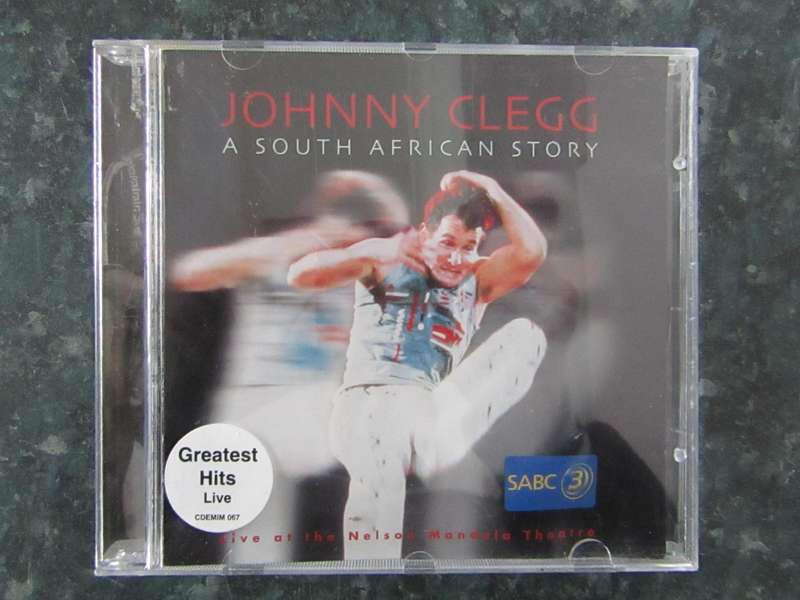 JOHNNY CLEGG
A SOUTH AFRICAN STORY
Greatest
Hits
Live
CDEMIM 067
SABC 3
Live at the Nelson Mandela Theatre